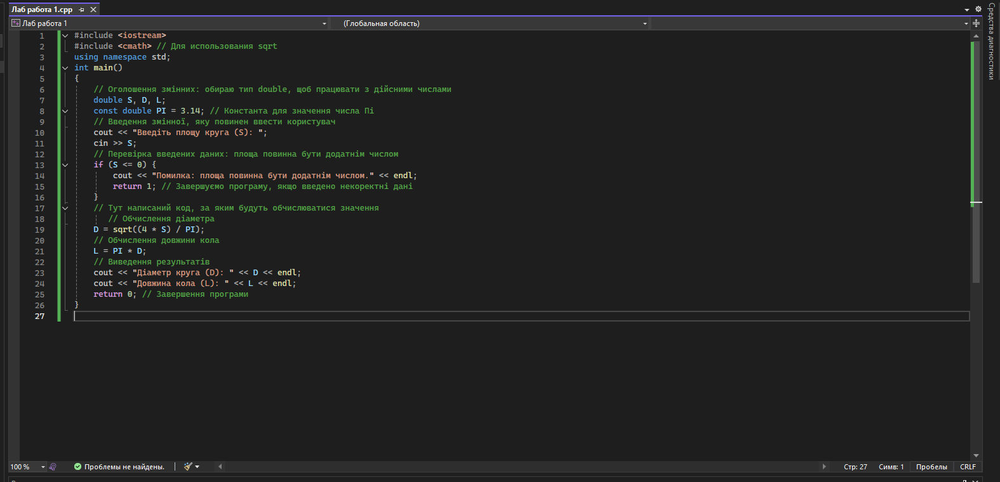 Лаб работа 1.cpp
Лаб работа 1
(Глобальная область)
Средства диагностики
1 #include <iostream>
2 #include <cmath> // Для использования sqrt
3 using namespace std;
4 int main()
5 {
6 // Оголошення змінних: обираю тип double, щоб працювати з дійсними числами
7 double S, D, L;
8 const double PI = 3.14; // Константа для значення числа Пі
9 // Введення змінної, яку повинен ввести користувач
10 cout << "Введіть площу круга (S): ";
11 cin >> S;
12 // Перевірка введених даних: площа повинна бути додатнім числом
13 if (S <= 0) {
14 cout << "Помилка: площа повинна бути додатнім числом." << endl;
15 return 1; // Завершуємо програму, якщо введено некоректні дані
16 }
17 // Тут написаний код, за яким будуть обчислюватися значення
18 // Обчислення діаметра
19 D = sqrt((4 * S) / PI);
20 // Обчислення довжини кола
21 L = PI * D;
22 // Виведення результатів
23 cout << "Діаметр круга (D): " << D << endl;
24 cout << "Довжина кола (L): " << L << endl;
25 return 0; // Завершення програми
26 }
27
100 %
Проблемы не найдены.
Стр: 27
Симв: 1
Пробелы
CRLF